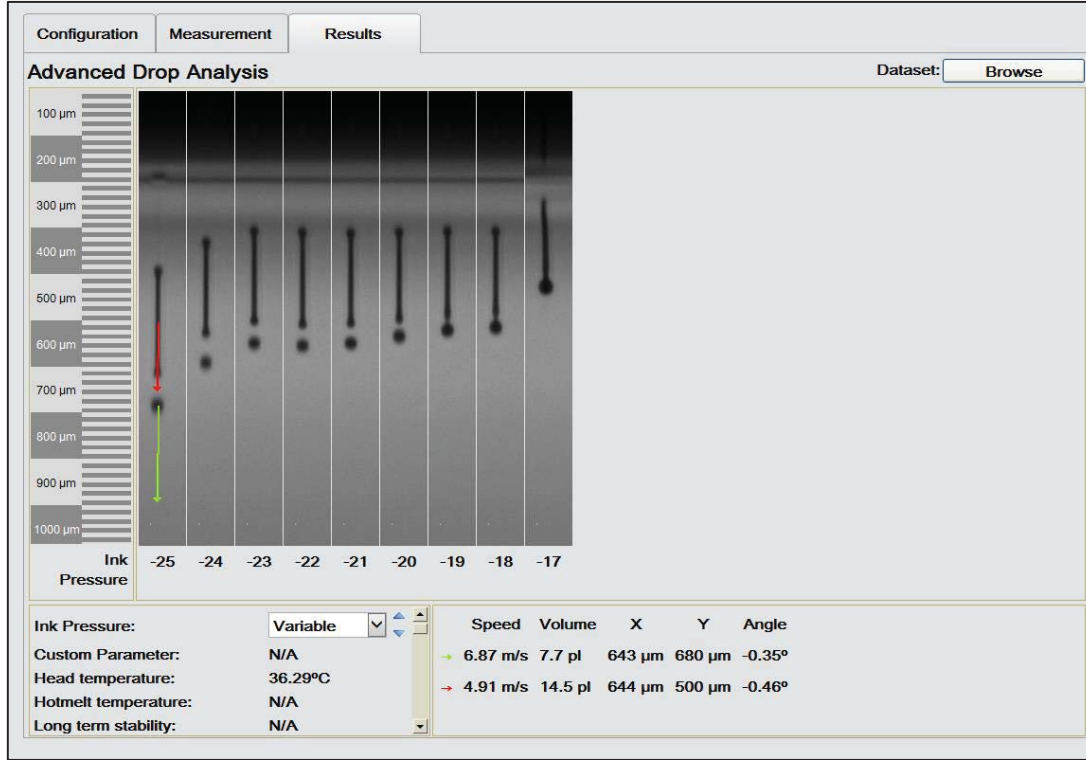 Configuration Measurement Results
Advanced Drop Analysis Dataset: Browse
100 µm
200 µm
300 µm
400 µm
500 µm
600 µm
700 µm
800 µm
900 µm
1000 µm
Ink Pressure -25 -24 -23 -22 -21 -20 -19 -18 -17
Ink Pressure: Variable
Custom Parameter: N/A
Head temperature: 36.29ºC
Hotmelt temperature: N/A
Long term stability: N/A
Speed Volume X Y Angle
6.87 m/s 7.7 pl 643 µm 680 µm -0.35º
4.91 m/s 14.5 pl 644 µm 500 µm -0.46º